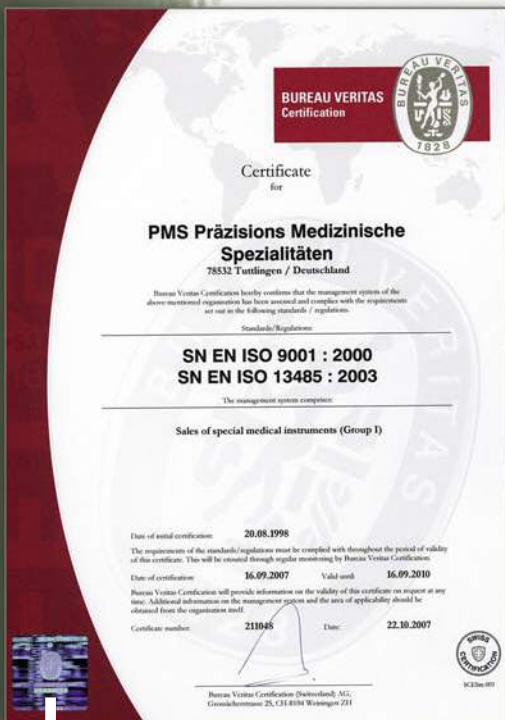 BUREAU VERITAS
Certification
BUREAU VERITAS
1828
Certificate
for
PMS Präzisions Medizinische
Spezialitäten
78532 Tuttlingen / Deutschland
Bureau Veritas Certification hereby confirms that the management system of the
above-mentioned organisation has been assessed and complies with the requirements
set out in the following standards / regulations.
Standards/Regulations:
SN EN ISO 9001 : 2000
SN EN ISO 13485 : 2003
The management system comprises:
Sales of special medical instruments (Group I)
Date of initial certification: 20.08.1998
The requirements of the standards/regulations must be complied with throughout the period of validity
of this certificate. This will be ensured through regular monitoring by Bureau Veritas Certification.
Date of certification: 16.09.2007 Valid until: 16.09.2010
Bureau Veritas Certification will provide information on the validity of this certificate on request at any
time. Additional information on the management system and the area of applicability should be
obtained from the organisation itself.
Certificate number: 211048 Date: 22.10.2007
SWISS
CERTIFICATION
Bureau Veritas Certification (Switzerland) AG,
CH-8104 Weiningen ZH